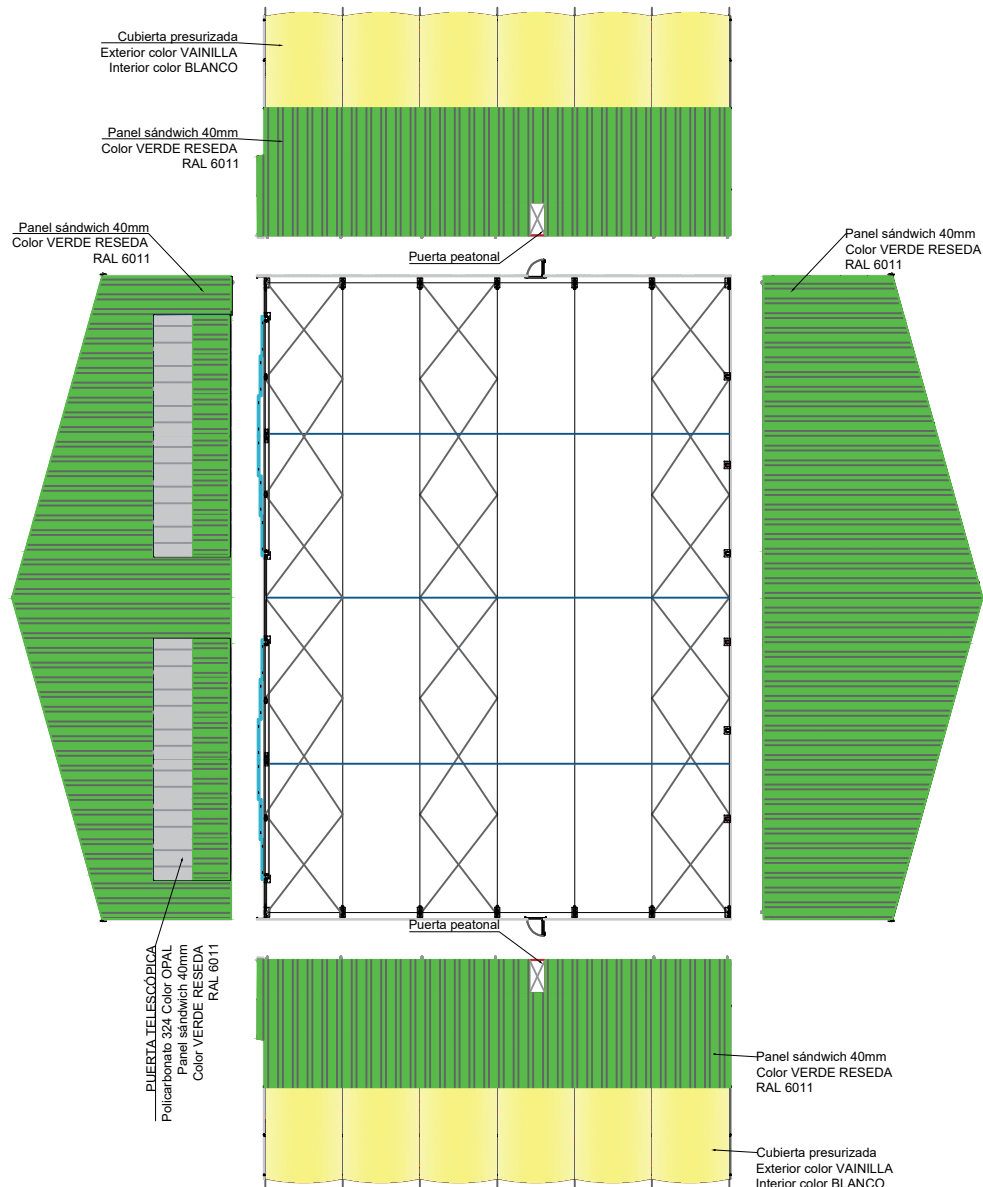 Cubierta presurizada
Exterior color VAINILLA
Interior color BLANCO
Panel sándwich 40mm
Color VERDE RESEDA
RAL 6011
Panel sándwich 40mm
Color VERDE RESEDA
RAL 6011
Puerta peatonal
Panel sándwich 40mm
Color VERDE RESEDA
RAL 6011
Puerta peatonal
PUERTA TELESCÓPICA
Policarbonato 324 Color OPAL
Panel sándwich 40mm
Color VERDE RESEDA
RAL 6011
Panel sándwich 40mm
Color VERDE RESEDA
RAL 6011
Cubierta presurizada
Exterior color VAINILLA
Interior color BLANCO